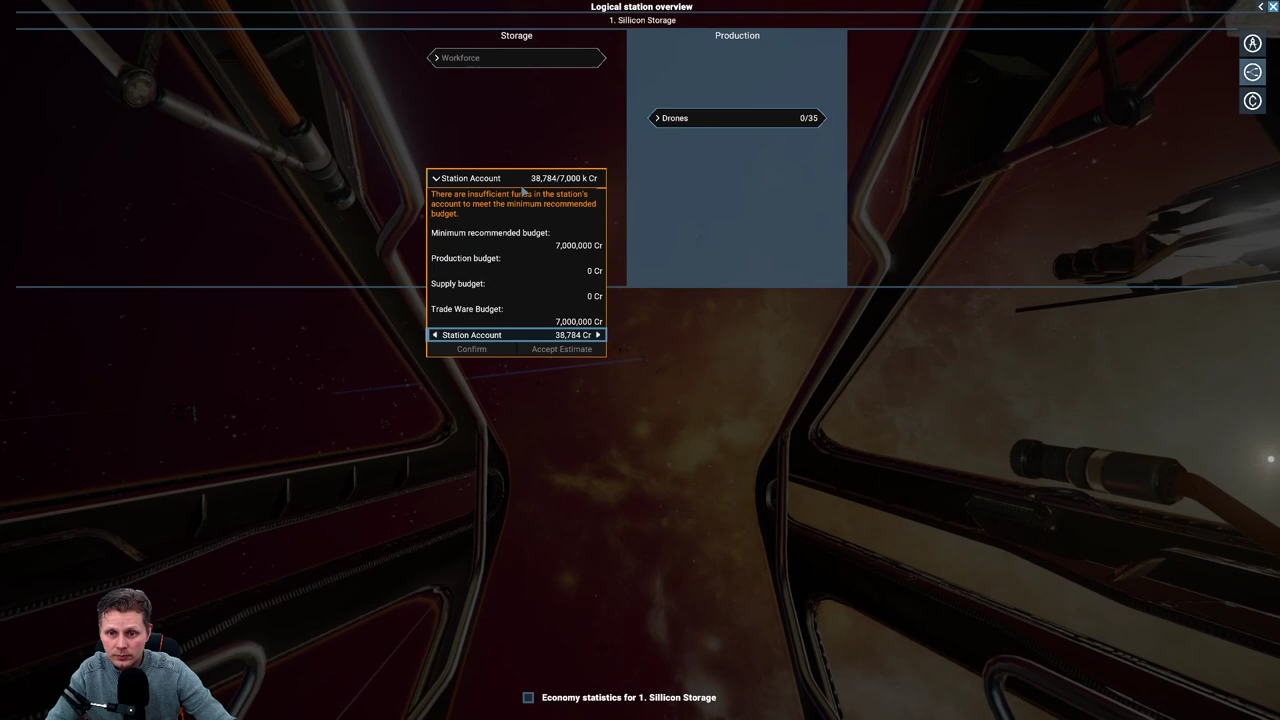 Logical station overview
1. Sillicon Storage
Storage
Production
Workforce
Drones 0/35
Station Account 38,784/7,000 k Cr
There are insufficient funds in the station's
account to meet the minimum recommended
budget.
Minimum recommended budget:
7,000,000 Cr
Production budget:
0 Cr
Supply budget:
0 Cr
Trade Ware Budget:
7,000,000 Cr
Station Account 38,784 Cr
Confirm Accept Estimate
Economy statistics for 1. Sillicon Storage